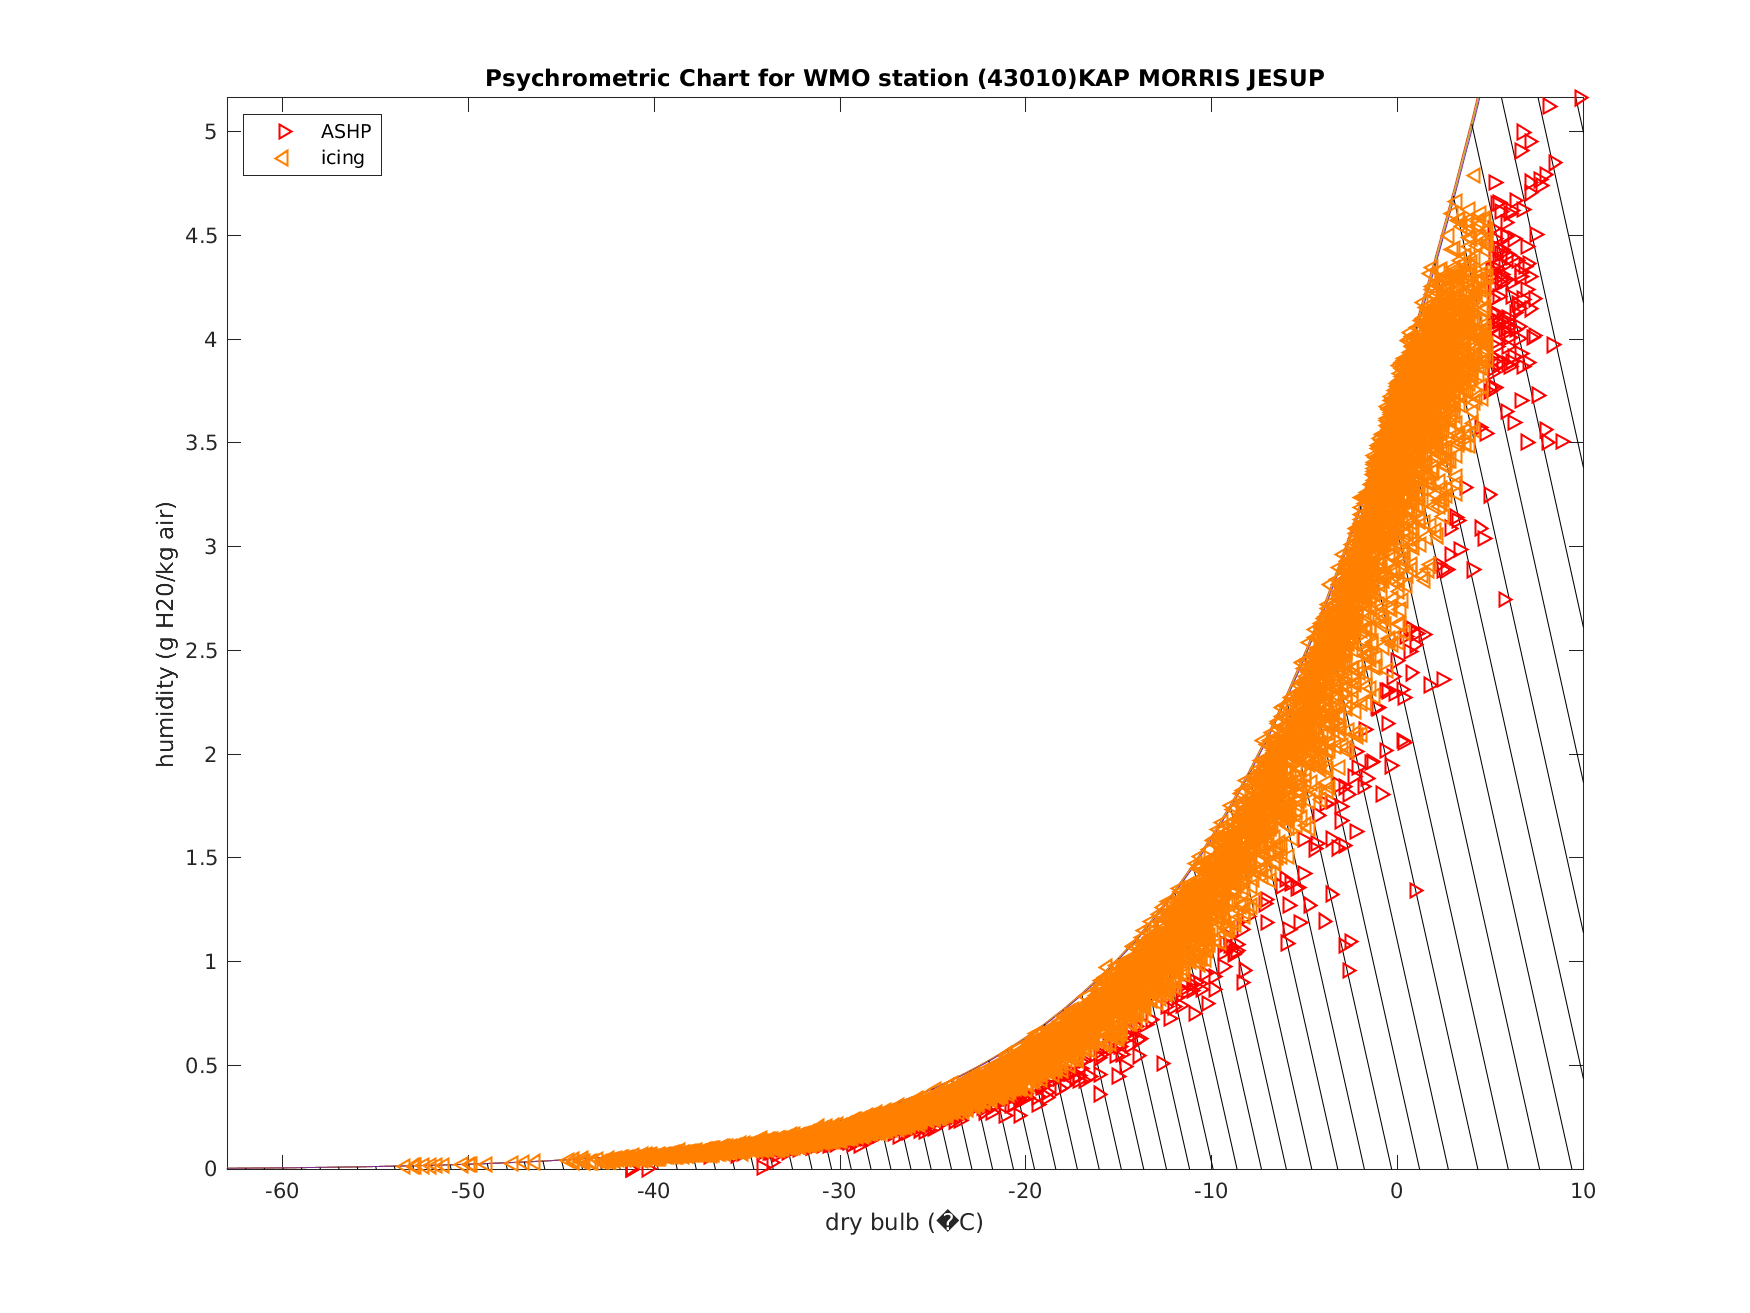 Psychrometric Chart for WMO station (43010)KAP MORRIS JESUP
ASHP
icing
5
4.5
4
3.5
3
2.5
2
1.5
1
0.5
0
humidity (g H20/kg air)
-60 -50 -40 -30 -20 -10 0 10
dry bulb (�C)